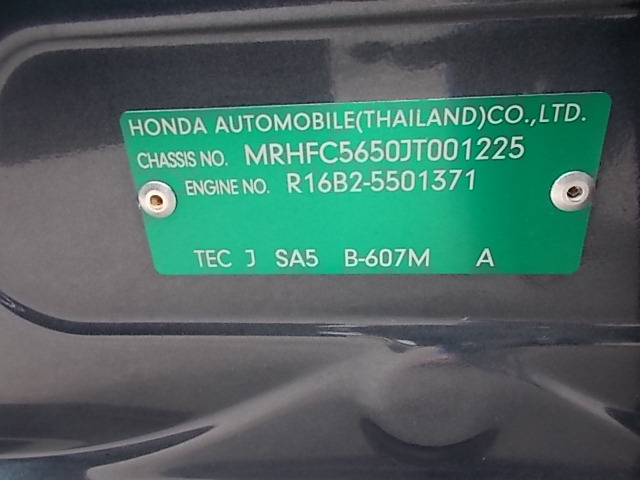 HONDA AUTOMOBILE(THAILAND)CO.,LTD.
CHASSIS NO. MRHFC5650JT001225
ENGINE NO. R16B2-5501371
TEC J SA5 B-607M A